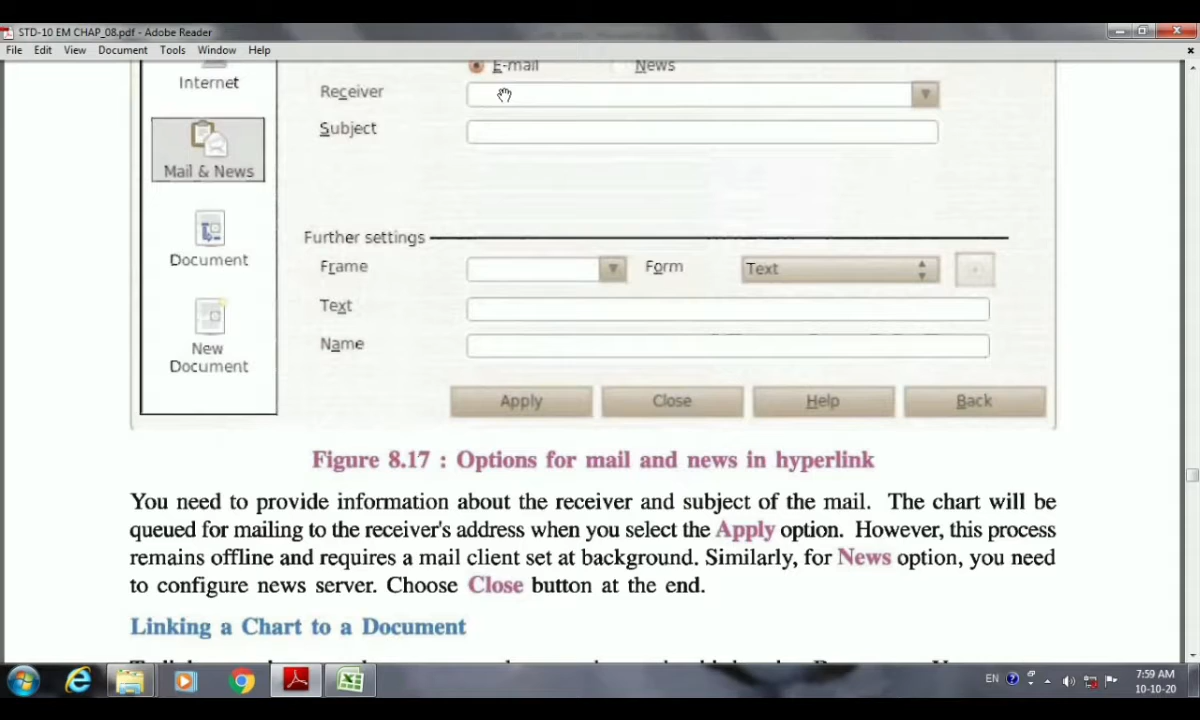 STD-10 EM CHAP_08.pdf - Adobe Reader
File Edit View Document Tools Window Help
E-mail News
Internet
Receiver
Subject
Mail & News
Further settings
Document
Frame Form Text
Text
New
Document
Name
Apply Close Help Back
Figure 8.17 : Options for mail and news in hyperlink
You need to provide information about the receiver and subject of the mail. The chart will be
queued for mailing to the receiver's address when you select the Apply option. However, this process
remains offline and requires a mail client set at background. Similarly, for News option, you need
to configure news server. Choose Close button at the end.
Linking a Chart to a Document
EN 7:59 AM
10-10-20